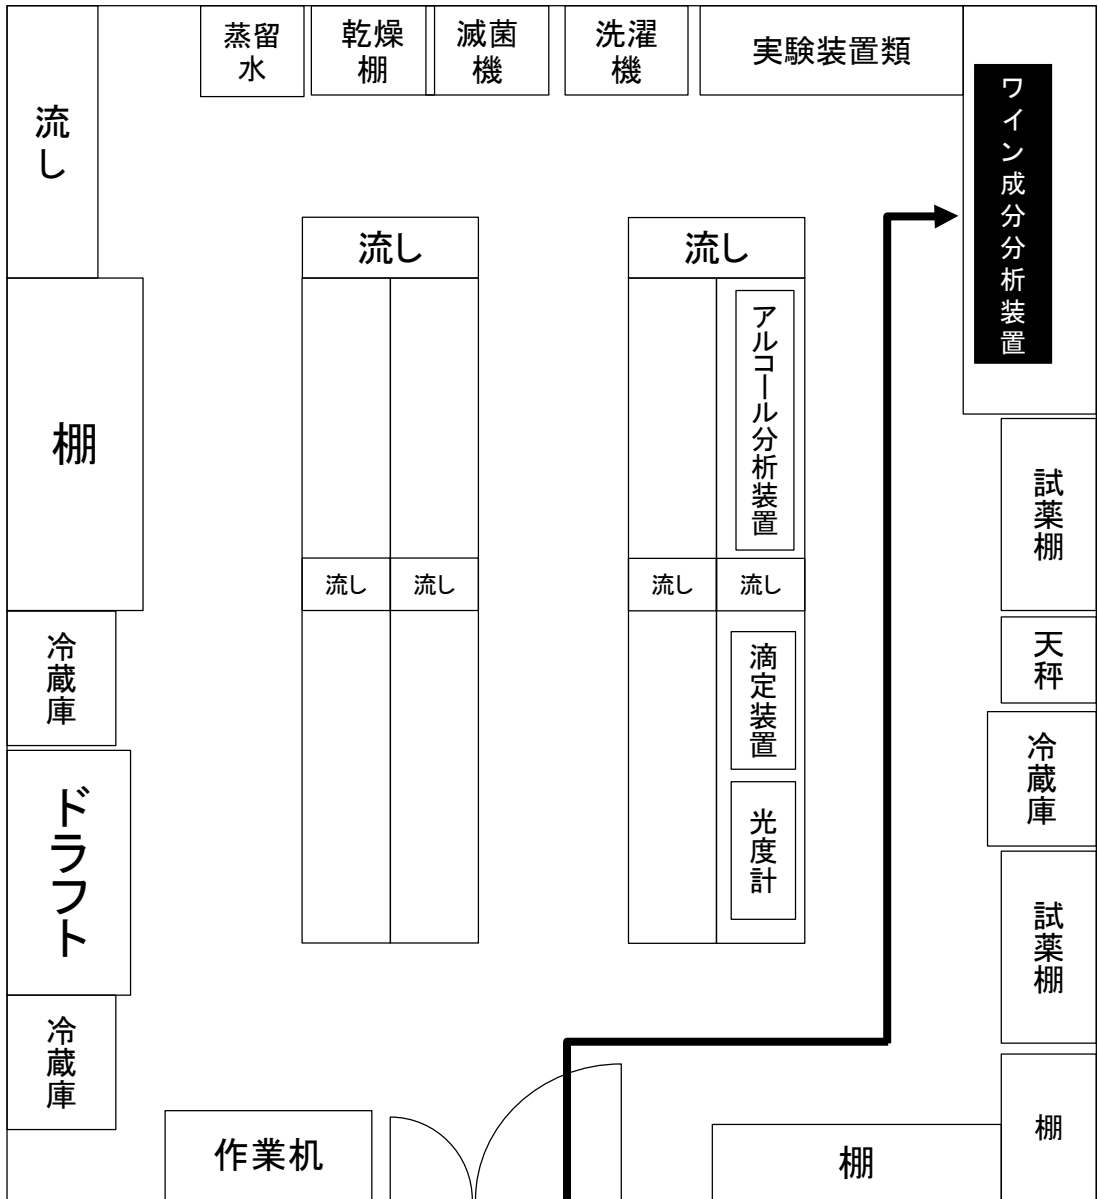 蒸留
水
乾燥
棚
滅菌
機
洗濯
機
実験装置類
ワイン成分分析装置
流し
流し
流し
アルコール分析装置
棚
試薬棚
流し
流し
流し
流し
天秤
冷蔵庫
滴定装置
冷蔵庫
光度計
ドラフト
試薬棚
冷蔵庫
作業机
棚
棚